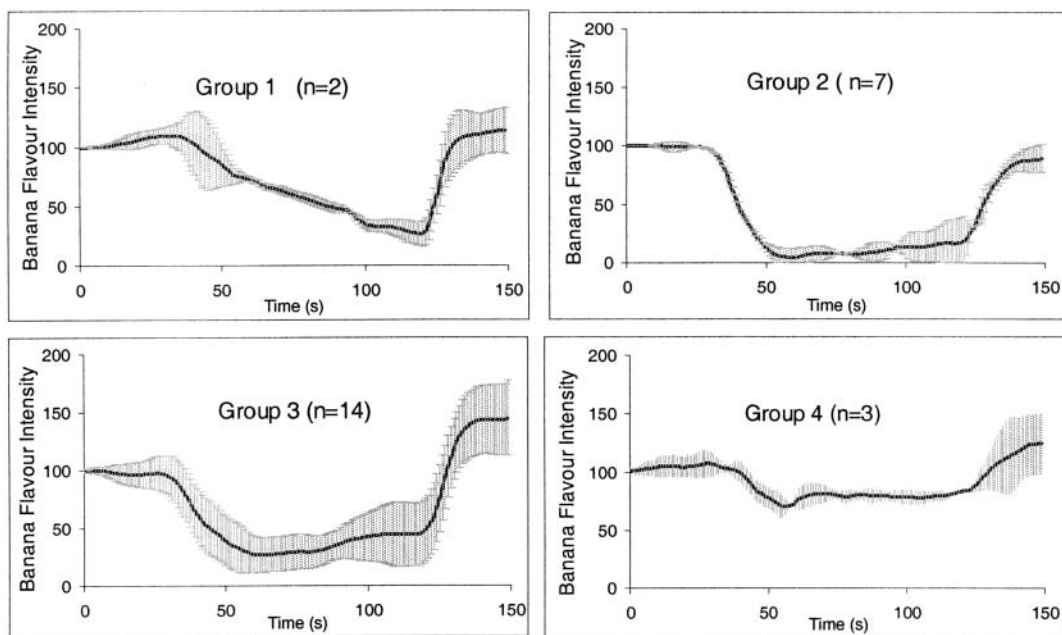 200
150
100
50
0
Banana Flavour Intensity
Group 1 (n=2)
0 50 100 150
Time (s)
200
150
100
50
0
Banana Flavour Intensity
Group 2 ( n=7)
0 50 100 150
Time (s)
200
150
100
50
0
Banana Flavour Intensity
Group 3 (n=14)
0 50 100 150
Time (s)
200
150
100
50
0
Banana Flavour Intensity
Group 4 (n=3)
0 50 100 150
Time (s)